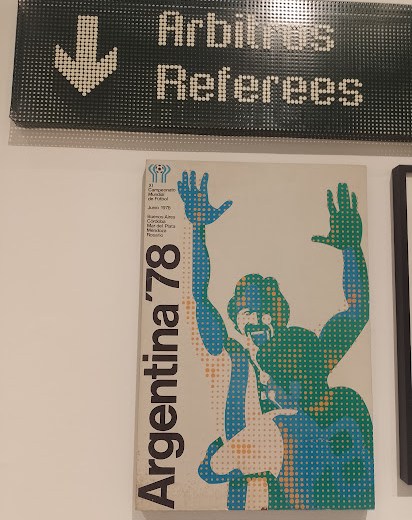 Arbitros
Referees
XI
Campeonato
Mundial
de Futbol
Junio 1978
Buenos Aires
Cordoba
Mar del Plata
Mendoza
Rosario
Argentina'78